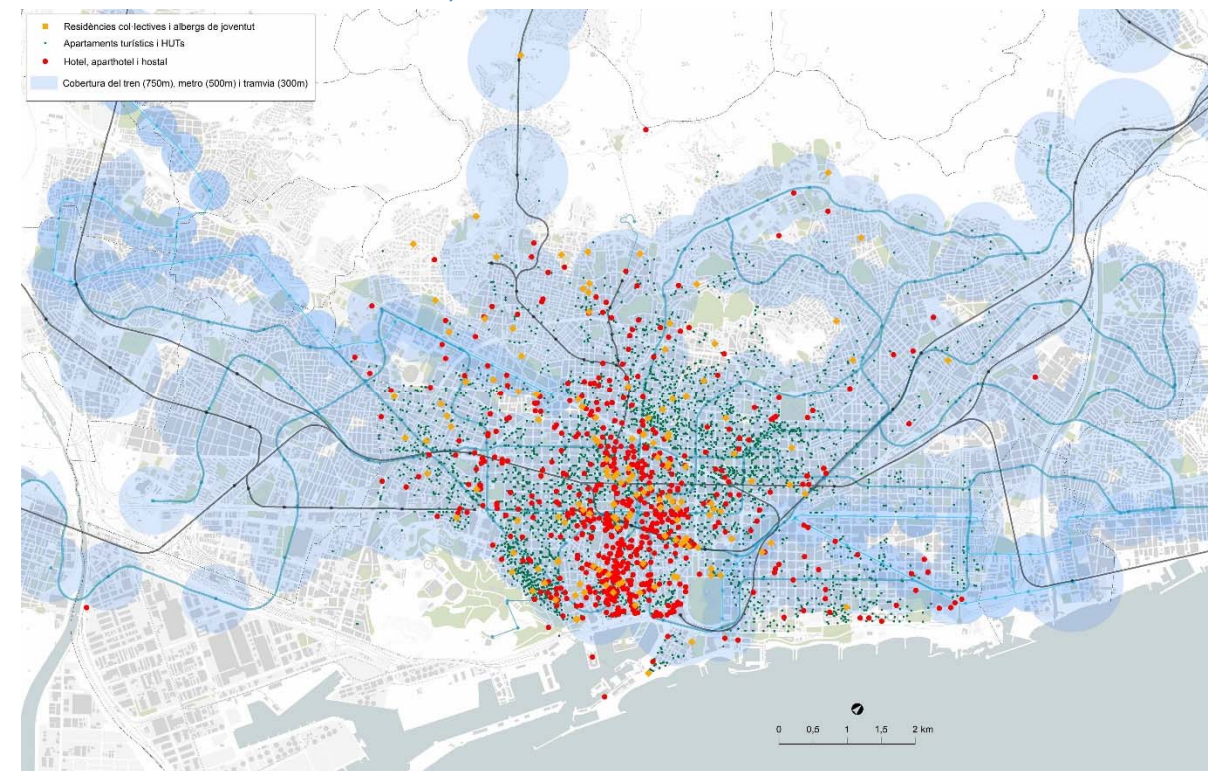 Residències col·lectives i albergs de joventut
Apartaments turístics i HUTs
Hotel, aparthotel i hostal
Cobertura del tren (750m), metro (500m) i tramvia (300m)
0 0,5 1 1,5 2 km